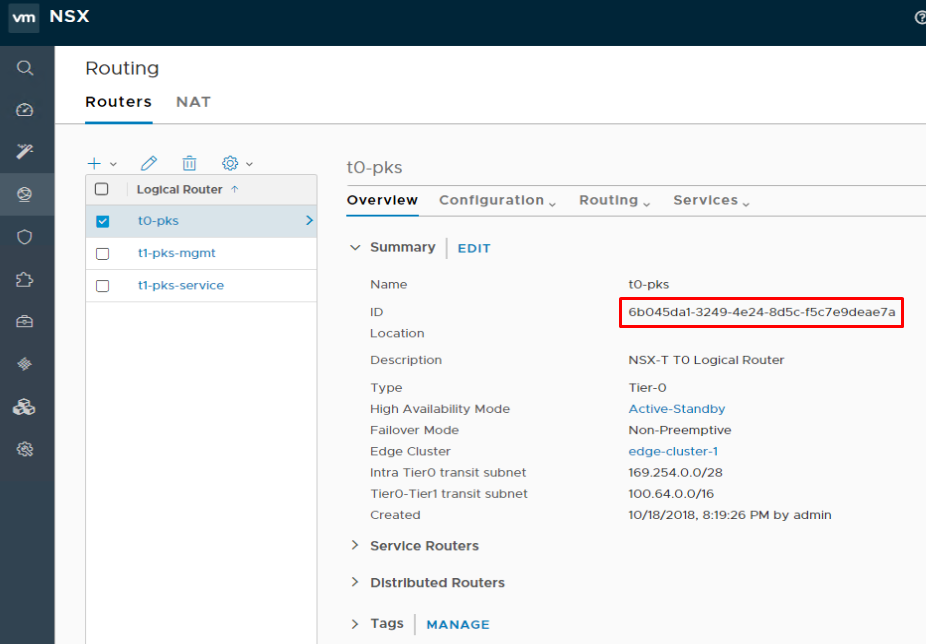 vm NSX
Routing
Routers NAT
Logical Router
t0-pks
t1-pks-mgmt
t1-pks-service
t0-pks
Overview Configuration Routing Services
Summary EDIT
Name t0-pks
ID 6b045da1-3249-4e24-8d5c-f5c7e9deae7a
Location
Description NSX-T T0 Logical Router
Type Tier-0
High Availability Mode Active-Standby
Failover Mode Non-Preemptive
Edge Cluster edge-cluster-1
Intra Tier0 transit subnet 169.254.0.0/28
Tier0-Tier1 transit subnet 100.64.0.0/16
Created 10/18/2018, 8:19:26 PM by admin
Service Routers
Distributed Routers
Tags MANAGE